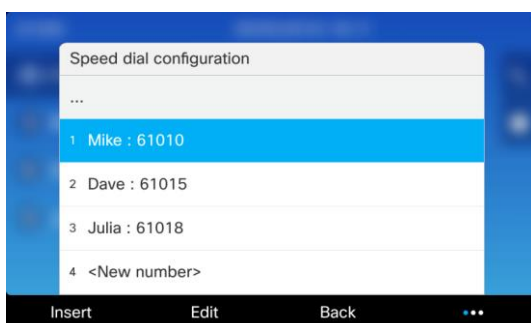 Speed dial configuration
...
1 Mike : 61010
2 Dave : 61015
3 Julia : 61018
4 <New number>
Insert Edit Back •••